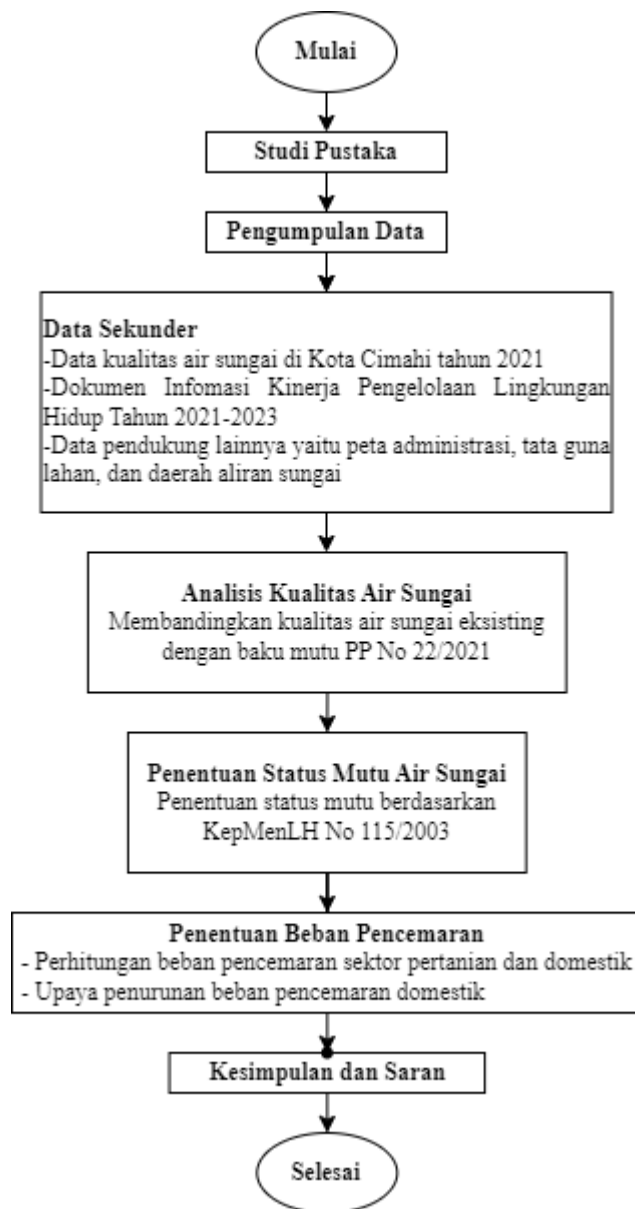 Mulai
Studi Pustaka
Pengumpulan Data
Data Sekunder
-Data kualitas air sungai di Kota Cimahi tahun 2021
-Dokumen Infomasi Kinerja Pengelolaan Lingkungan
Hidup Tahun 2021-2023
-Data pendukung lainnya yaitu peta administrasi, tata guna
lahan, dan daerah aliran sungai
Analisis Kualitas Air Sungai
Membandingkan kualitas air sungai eksisting
dengan baku mutu PP No 22/2021
Penentuan Status Mutu Air Sungai
Penentuan status mutu berdasarkan
KepMenLH No 115/2003
Penentuan Beban Pencemaran
- Perhitungan beban pencemaran sektor pertanian dan domestik
- Upaya penurunan beban pencemaran domestik
Kesimpulan dan Saran
Selesai